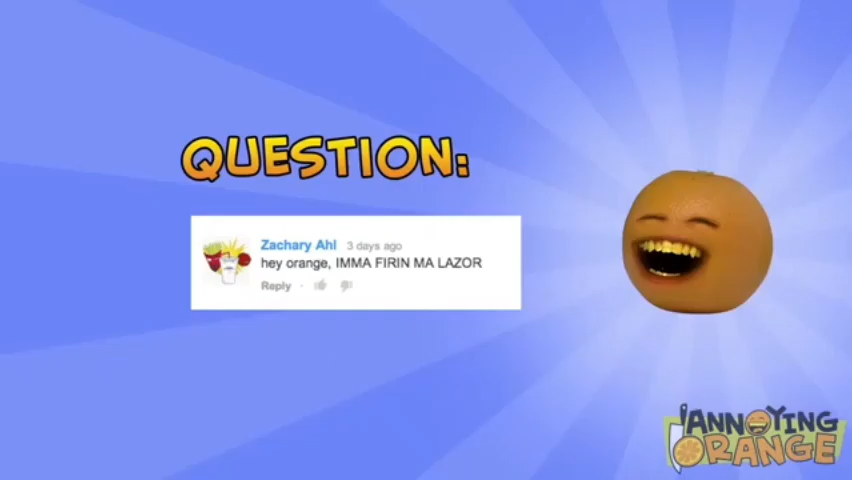 QUESTION:
Zachary Ahl 3 days ago
hey orange, IMMA FIRIN MA LAZOR
Reply ·
ANNOYING
ORANGE